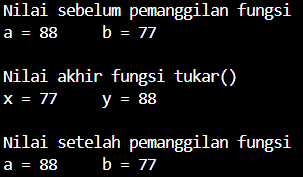 Nilai sebelum pemanggilan fungsi
a = 88     b = 77

Nilai akhir fungsi tukar()
x = 77     y = 88

Nilai setelah pemanggilan fungsi
a = 88     b = 77